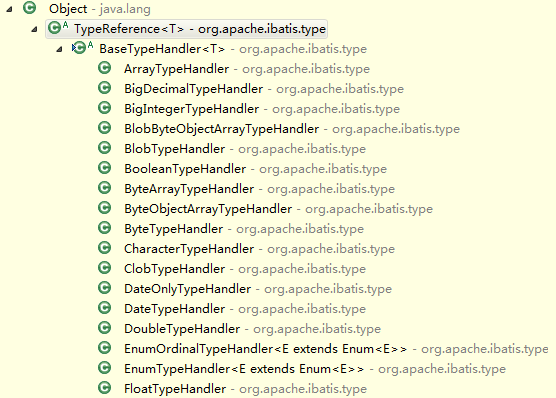 Object - java.lang
TypeReference<T> - org.apache.ibatis.type
BaseTypeHandler<T> - org.apache.ibatis.type
ArrayTypeHandler - org.apache.ibatis.type
BigDecimalTypeHandler - org.apache.ibatis.type
BigIntegerTypeHandler - org.apache.ibatis.type
BlobByteObjectArrayTypeHandler - org.apache.ibatis.type
BlobTypeHandler - org.apache.ibatis.type
BooleanTypeHandler - org.apache.ibatis.type
ByteArrayTypeHandler - org.apache.ibatis.type
ByteObjectArrayTypeHandler - org.apache.ibatis.type
ByteTypeHandler - org.apache.ibatis.type
CharacterTypeHandler - org.apache.ibatis.type
ClobTypeHandler - org.apache.ibatis.type
DateOnlyTypeHandler - org.apache.ibatis.type
DateTypeHandler - org.apache.ibatis.type
DoubleTypeHandler - org.apache.ibatis.type
EnumOrdinalTypeHandler<E extends Enum<E>> - org.apache.ibatis.type
EnumTypeHandler<E extends Enum<E>> - org.apache.ibatis.type
FloatTypeHandler - org.apache.ibatis.type